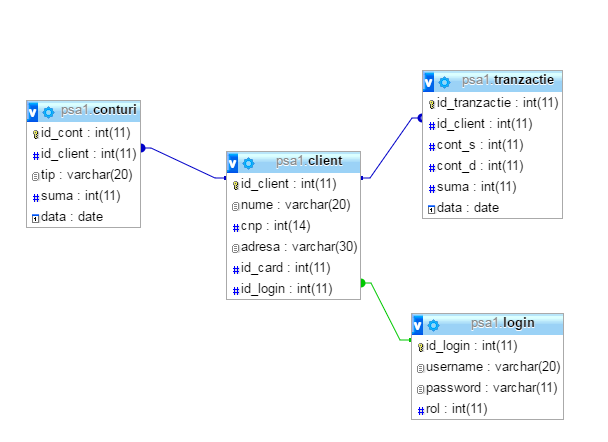 psa1.conturi
id_cont : int(11)
id_client : int(11)
tip : varchar(20)
suma : int(11)
data : date
psa1.client
id_client : int(11)
nume : varchar(20)
cnp : int(14)
adresa : varchar(30)
id_card : int(11)
id_login : int(11)
psa1.tranzactie
id_tranzactie : int(11)
id_client : int(11)
cont_s : int(11)
cont_d : int(11)
suma : int(11)
data : date
psa1.login
id_login : int(11)
username : varchar(20)
password : varchar(11)
rol : int(11)